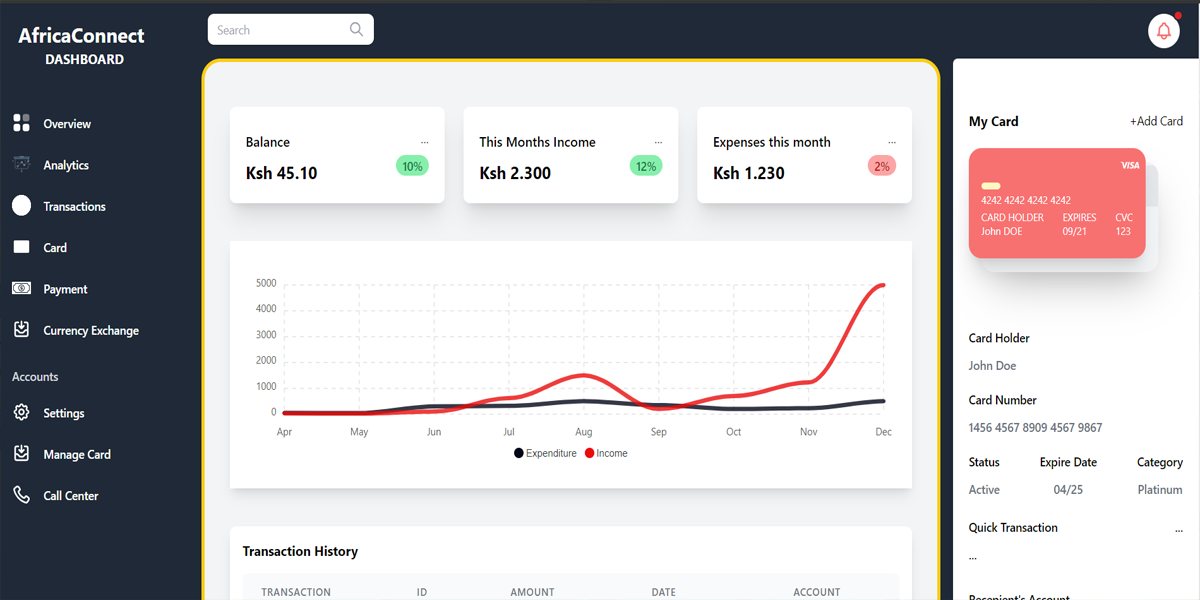 AfricaConnect
DASHBOARD
Overview
Analytics
Transactions
Card
Payment
Currency Exchange
Accounts
Settings
Manage Card
Call Center
Search
Balance ...
Ksh 45.10 10%
This Months Income ...
Ksh 2.300 12%
Expenses this month ...
Ksh 1.230 2%
5000
4000
3000
2000
1000
0
Apr May Jun Jul Aug Sep Oct Nov Dec
Expenditure Income
Transaction History
TRANSACTION ID AMOUNT DATE ACCOUNT
My Card +Add Card
VISA
4242 4242 4242 4242
CARD HOLDER EXPIRES CVC
John DOE 09/21 123
Card Holder
John Doe
Card Number
1456 4567 8909 4567 9867
Status Expire Date Category
Active 04/25 Platinum
Quick Transaction ...
...
Recepient's Account